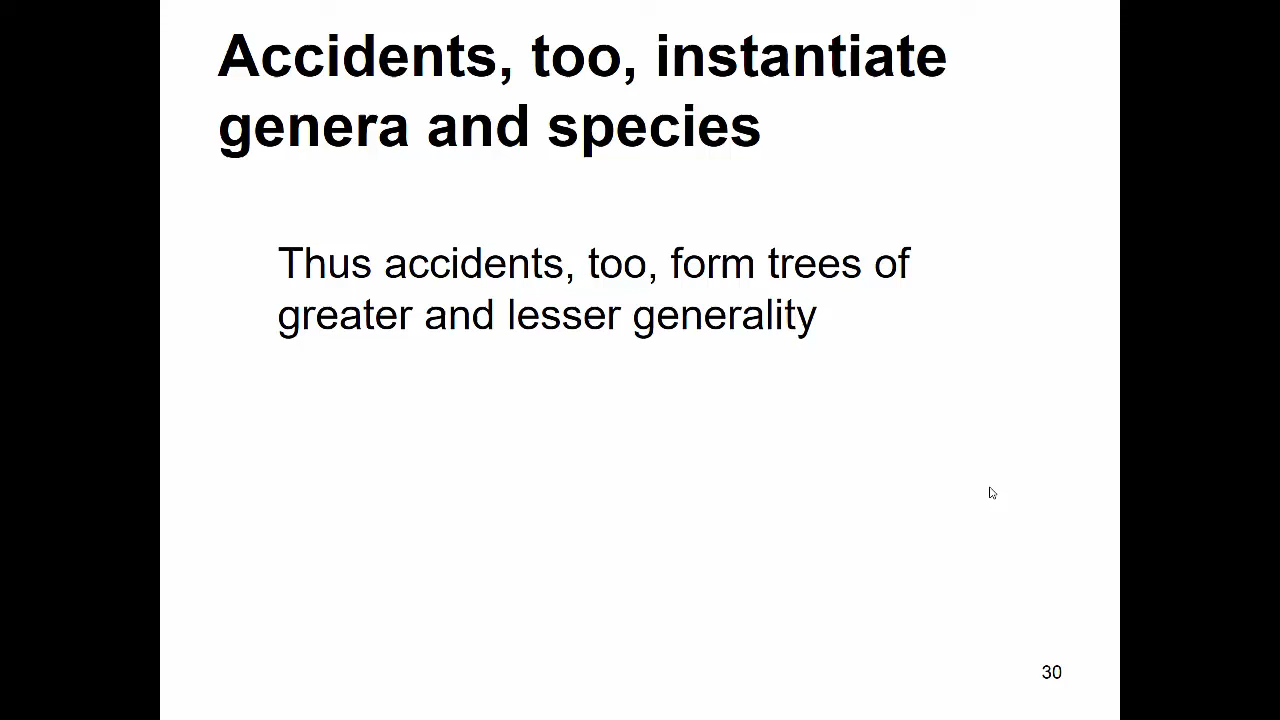 Accidents, too, instantiate
genera and species
Thus accidents, too, form trees of
greater and lesser generality
30